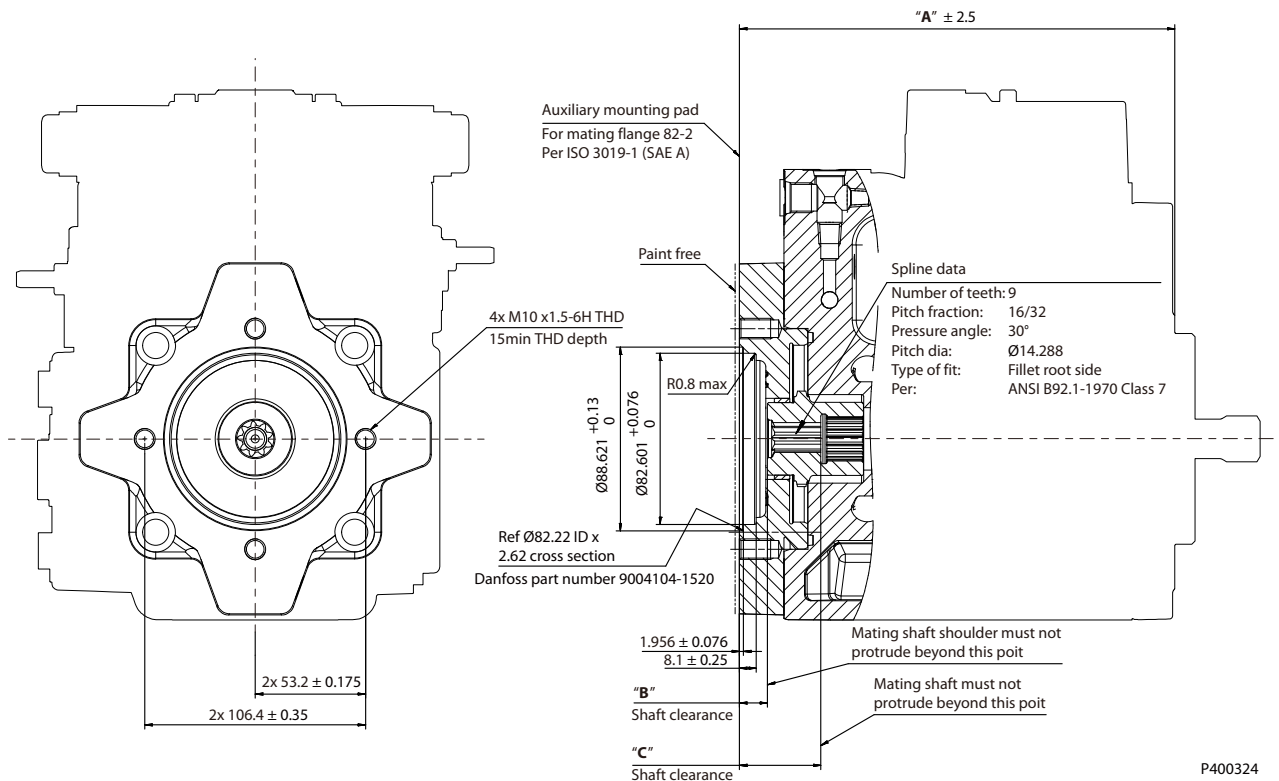 "A" ± 2.5
Auxiliary mounting pad
For mating flange 82-2
Per ISO 3019-1 (SAE A)
Paint free
Spline data
Number of teeth: 9
Pitch fraction: 16/32
Pressure angle: 30°
Pitch dia: Ø14.288
Type of fit: Fillet root side
Per: ANSI B92.1-1970 Class 7
4x M10 x1.5-6H THD
15min THD depth
R0.8 max
Ø88.621 +0.13 0
Ø82.601 +0.076 0
Ref Ø82.22 ID x
2.62 cross section
Danfoss part number 9004104-1520
1.956 ± 0.076
8.1 ± 0.25
Mating shaft shoulder must not
protrude beyond this poit
2x 53.2 ± 0.175
2x 106.4 ± 0.35
"B"
Shaft clearance
Mating shaft must not
protrude beyond this poit
"C"
Shaft clearance
P400324